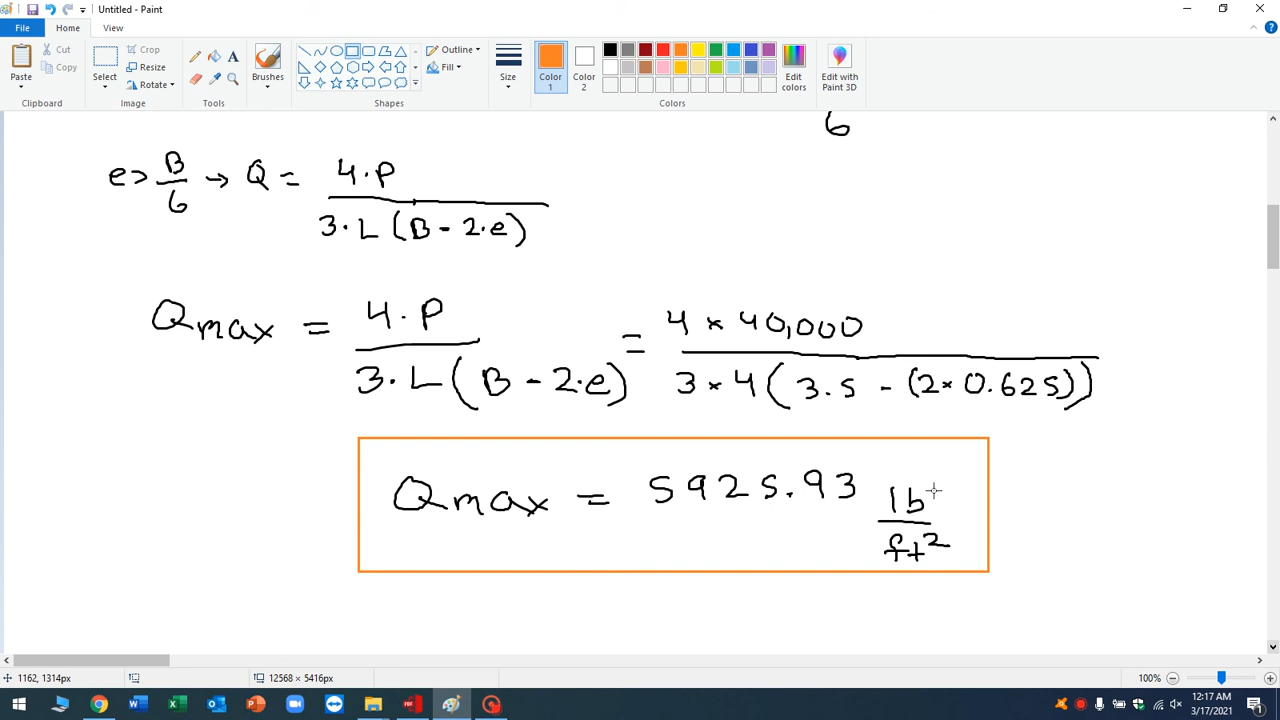 Untitled - Paint
File Home View
Paste
Cut
Copy
Clipboard
Select
Crop
Resize
Rotate
Image
Tools
Brushes
Outline
Fill
Shapes
Size
Color 1
Color 2
Edit colors
Colors
Edit with Paint 3D
6
e > B/6 → Q = 4·P / 3·L(B - 2·e)
Qmax = 4·P / 3·L(B - 2·e) = 4 × 40,000 / 3 × 4(3.5 - (2 × 0.625))
Qmax = 5925.93 lb/ft²
1162, 1314px
12568 × 5416px
100%
12:17 AM
3/17/2021